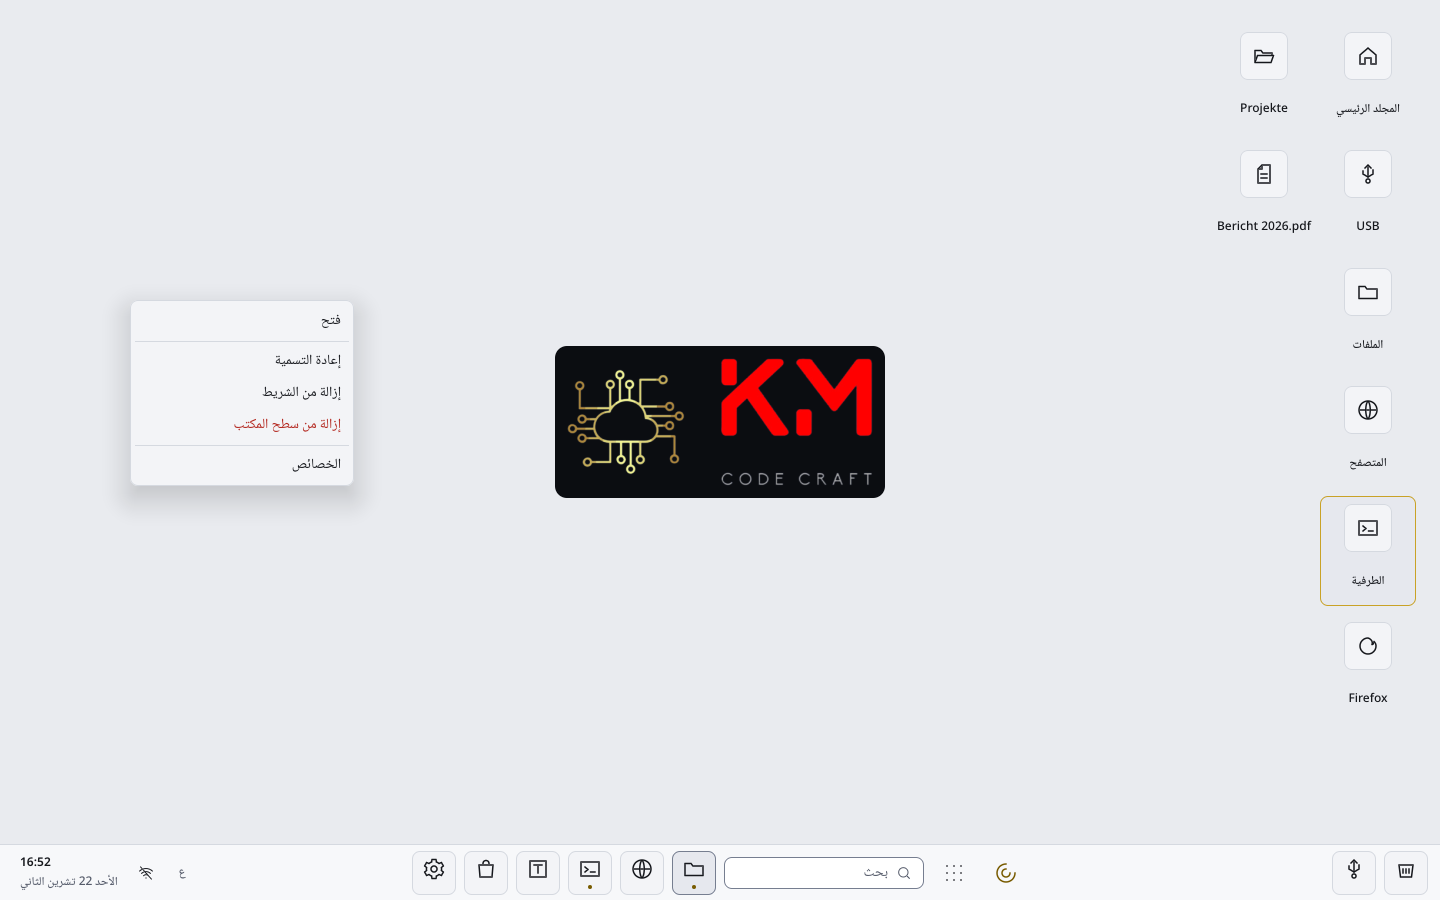 المجلد الرئيسي
Projekte
USB
Bericht 2026.pdf
الملفات
المتصفح
الطرفية
Firefox
فتح
إعادة التسمية
إزالة من الشريط
إزالة من سطح المكتب
الخصائص
KM
CODE CRAFT
بحث
ع
16:52
الأحد 22 تشرين الثاني